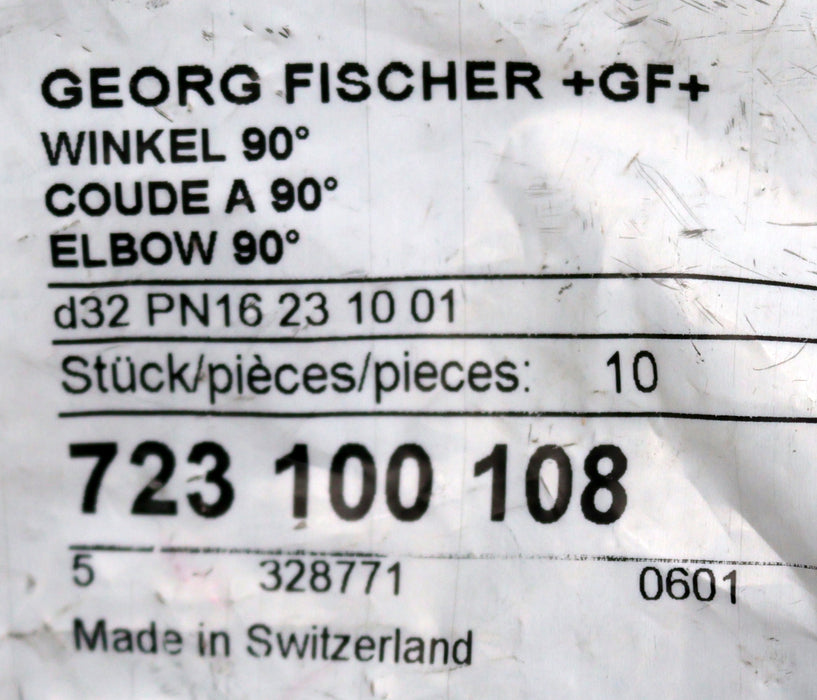 GEORG FISCHER +GF+
WINKEL 90°
COUDE A 90°
ELBOW 90°
d32 PN16 23 10 01
Stück/pièces/pieces: 10
723 100 108
5 328771 0601
Made in Switzerland